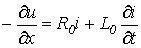 - ∂u/∂x = R₀i + L₀ ∂i/∂t